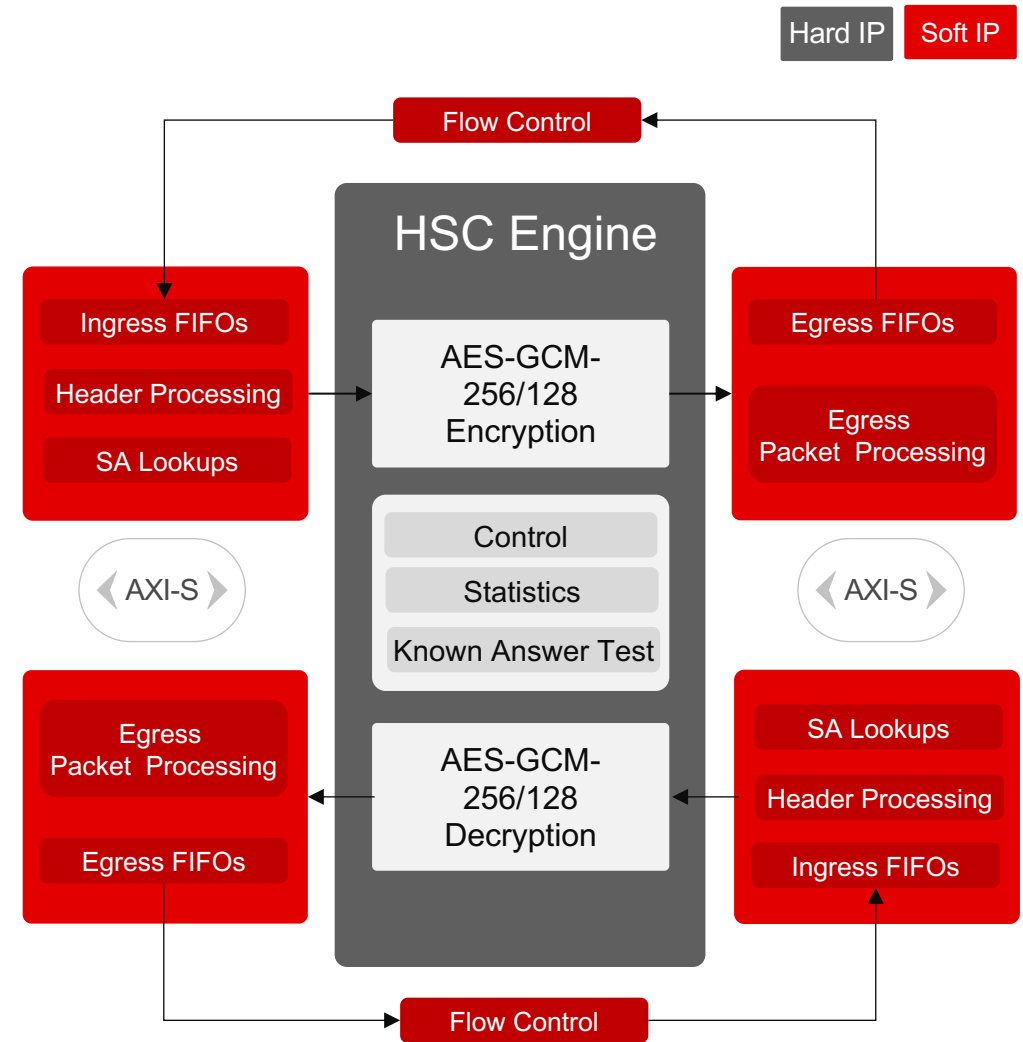 Hard IP
Soft IP
Flow Control
HSC Engine
Ingress FIFOs
Header Processing
SA Lookups
AES-GCM-
256/128
Encryption
Egress FIFOs
Egress
Packet Processing
AXI-S
Control
Statistics
Known Answer Test
AXI-S
Egress
Packet Processing
Egress FIFOs
AES-GCM-
256/128
Decryption
SA Lookups
Header Processing
Ingress FIFOs
Flow Control